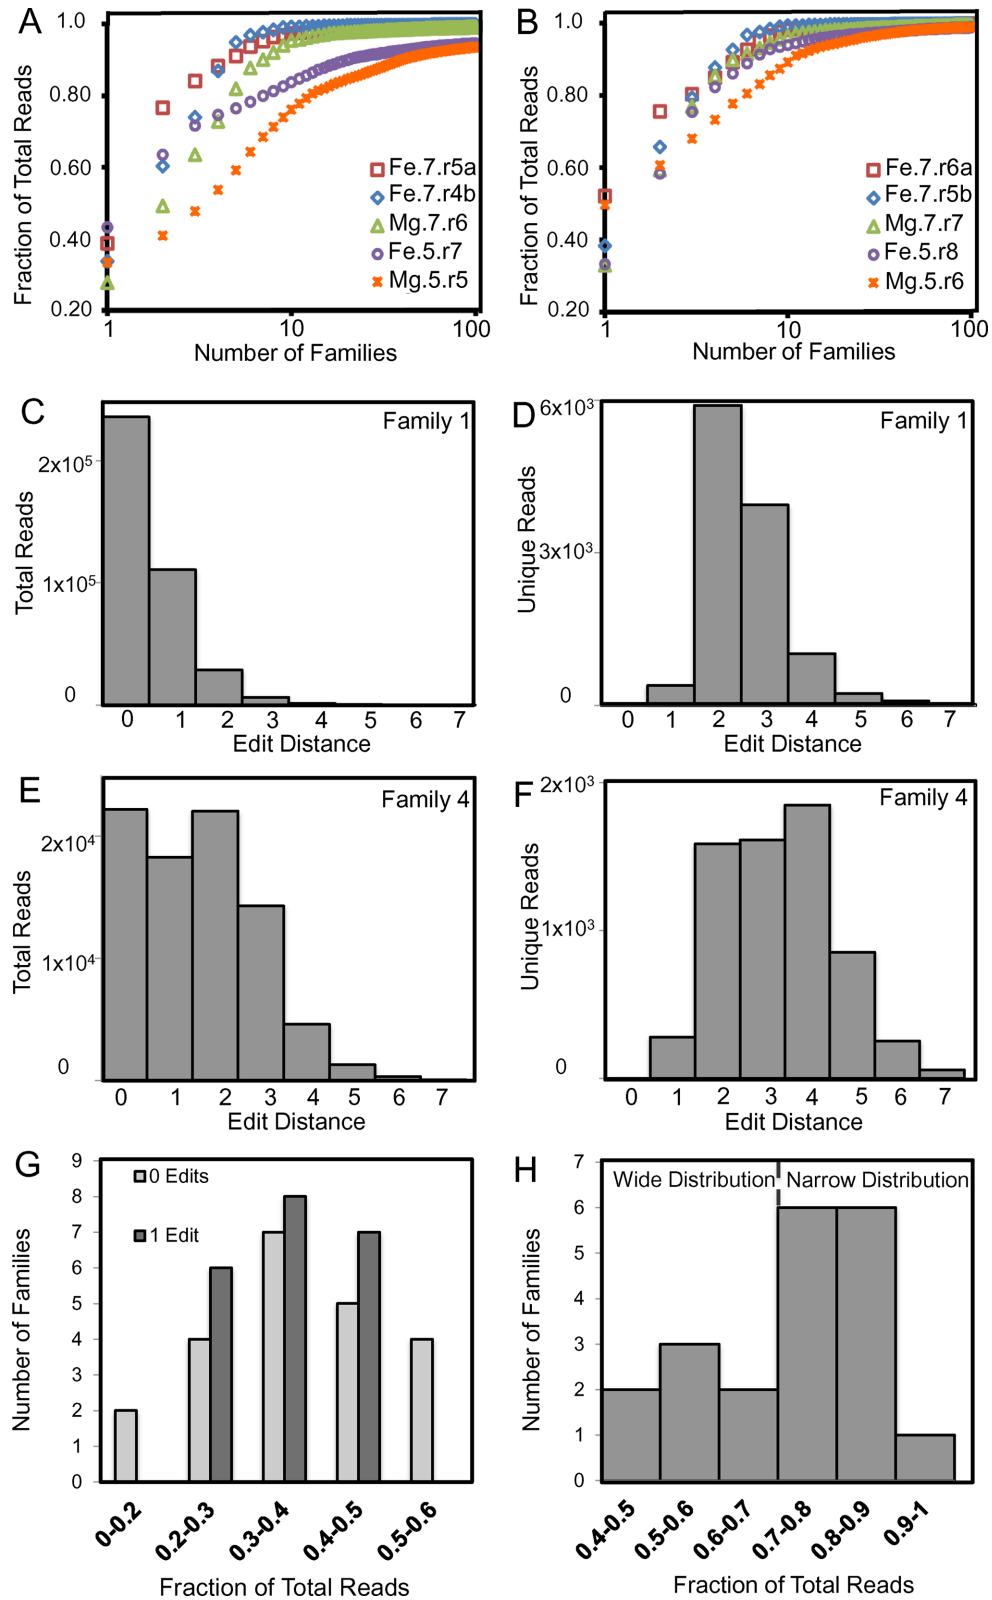 A
Fraction of Total Reads
1.0
0.80
0.60
0.40
0.20
1
10
100
Number of Families
Fe.7.r5a
Fe.7.r4b
Mg.7.r6
Fe.5.r7
Mg.5.r5
B
Fraction of Total Reads
1.0
0.80
0.60
0.40
0.20
1
10
100
Number of Families
Fe.7.r6a
Fe.7.r5b
Mg.7.r7
Fe.5.r8
Mg.5.r6
C
Family 1
Total Reads
2x10⁵
1x10⁵
0
0 1 2 3 4 5 6 7
Edit Distance
D
Family 1
Unique Reads
6x10³
3x10³
0
0 1 2 3 4 5 6 7
Edit Distance
E
Family 4
Total Reads
2x10⁴
1x10⁴
0
0 1 2 3 4 5 6 7
Edit Distance
F
Family 4
Unique Reads
2x10³
1x10³
0
0 1 2 3 4 5 6 7
Edit Distance
G
Number of Families
9
8
7
6
5
4
3
2
1
0
0 Edits
1 Edit
0-0.2
0.2-0.3
0.3-0.4
0.4-0.5
0.5-0.6
Fraction of Total Reads
H
Number of Families
7
6
5
4
3
2
1
0
Wide Distribution
Narrow Distribution
0.4-0.5
0.5-0.6
0.6-0.7
0.7-0.8
0.8-0.9
0.9-1
Fraction of Total Reads